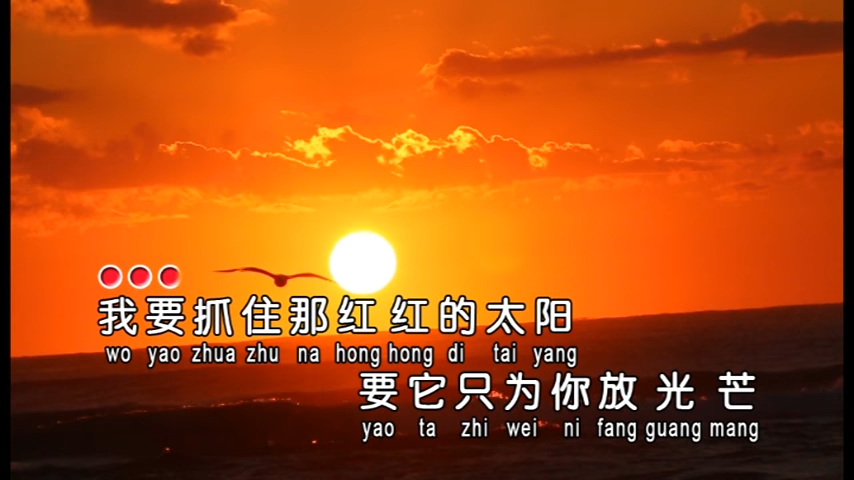 我要抓住那红红的太阳
wo yao zhua zhu na hong hong di tai yang
要它只为你放光芒
yao ta zhi wei ni fang guang mang